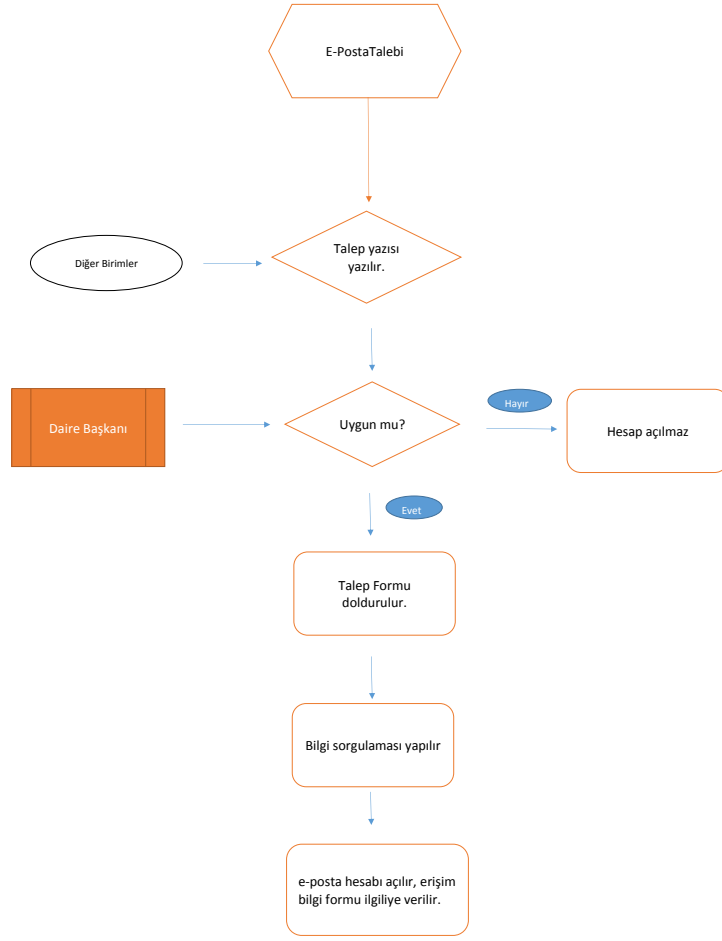 E-PostaTalebi
Talep yazısı
yazılır.
Diğer Birimler
Daire Başkanı
Uygun mu?
Hayır
Hesap açılmaz
Evet
Talep Formu
doldurulur.
Bilgi sorgulaması yapılır
e-posta hesabı açılır, erişim
bilgi formu ilgiliye verilir.